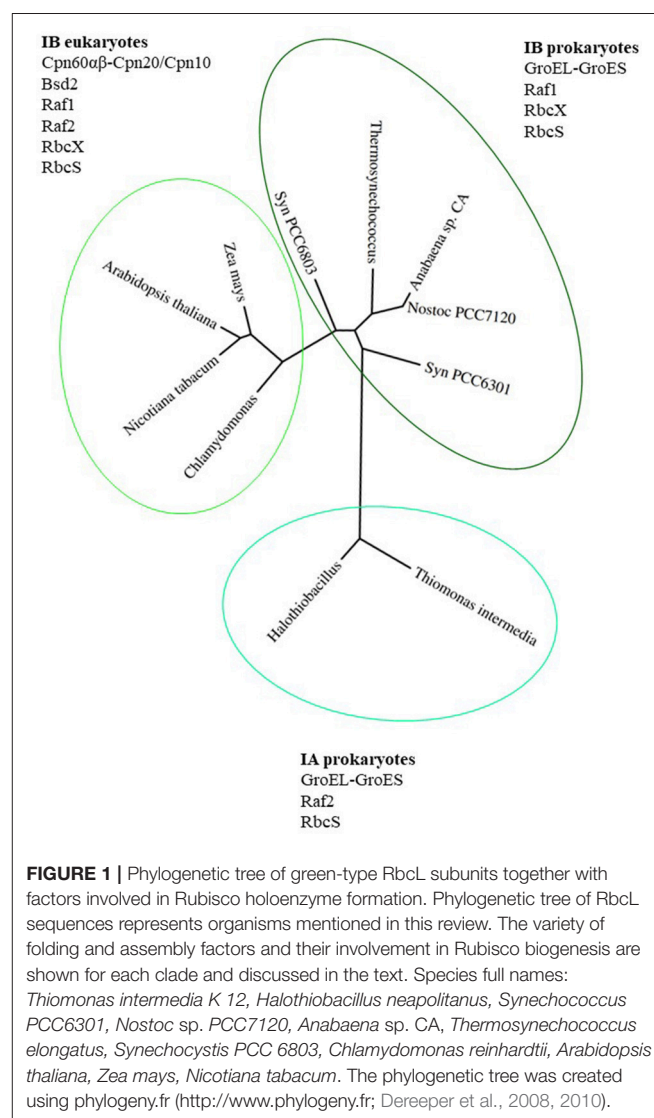 IB eukaryotes
Cpn60αβ-Cpn20/Cpn10
Bsd2
Raf1
Raf2
RbcX
RbcS
IB prokaryotes
GroEL-GroES
Raf1
RbcX
RbcS
Syn PCC6803
Thermosynechococcus
Anabaena sp. CA
Nostoc PCC7120
Syn PCC6301
Zea mays
Arabidopsis thaliana
Nicotiana tabacum
Chlamydomonas
Halothiobacillus
Thiomonas intermedia
IA prokaryotes
GroEL-GroES
Raf2
RbcS
FIGURE 1 | Phylogenetic tree of green-type RbcL subunits together with
factors involved in Rubisco holoenzyme formation. Phylogenetic tree of RbcL
sequences represents organisms mentioned in this review. The variety of
folding and assembly factors and their involvement in Rubisco biogenesis are
shown for each clade and discussed in the text. Species full names:
Thiomonas intermedia K 12, Halothiobacillus neapolitanus, Synechococcus
PCC6301, Nostoc sp. PCC7120, Anabaena sp. CA, Thermosynechococcus
elongatus, Synechocystis PCC 6803, Chlamydomonas reinhardtii, Arabidopsis
thaliana, Zea mays, Nicotiana tabacum. The phylogenetic tree was created
using phylogeny.fr (http://www.phylogeny.fr; Dereeper et al., 2008, 2010).